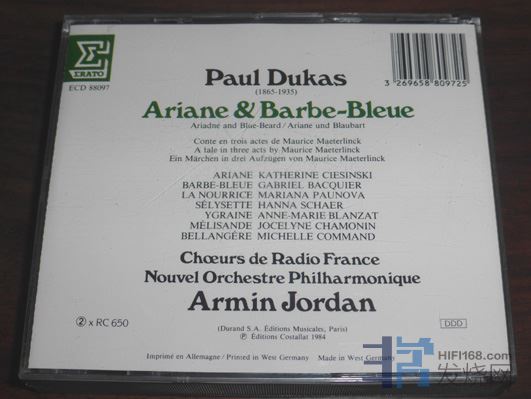 ERATO
ECD 88097
3 269658 809725
Paul Dukas
(1865-1935)
Ariane & Barbe-Bleue
Ariadne and Blue-Beard / Ariane und Blaubart
Conte en trois actes de Maurice Maeterlinck
A tale in three acts by Maurice Maeterlinck
Ein Märchen in drei Aufzügen von Maurice Maeterlinck
ARIANE KATHERINE CIESINSKI
BARBE-BLEUE GABRIEL BACQUIER
LA NOURRICE MARIANA PAUNOVA
SÉLYSETTE HANNA SCHAER
YGRAINE ANNE-MARIE BLANZAT
MÉLISANDE JOCELYNE CHAMONIN
BELLANGÈRE MICHELLE COMMAND
Chœurs de Radio France
Nouvel Orchestre Philharmonique
Armin Jordan
② x RC 650
(Durand S.A. Éditions Musicales, Paris)
℗ Éditions Costallat 1984
DDD
Imprimé en Allemagne / Printed in West Germany Made in West Germany
HIFI168.com
发烧网